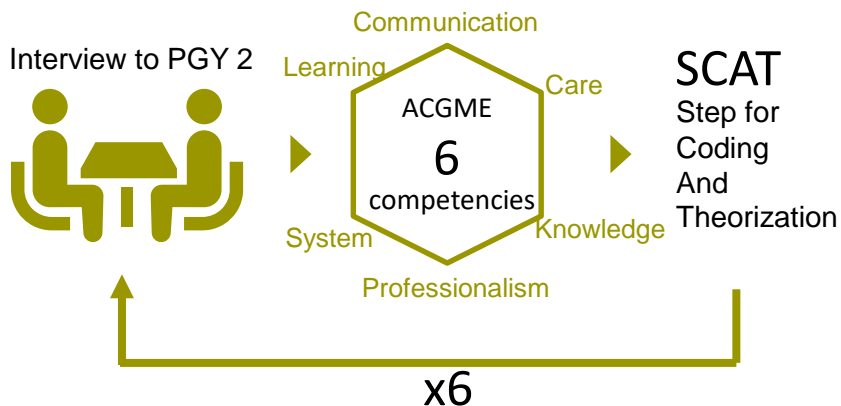 Interview to PGY 2
Communication
Learning
Care
ACGME
6
competencies
System
Knowledge
Professionalism
SCAT
Step for
Coding
And
Theorization
x6